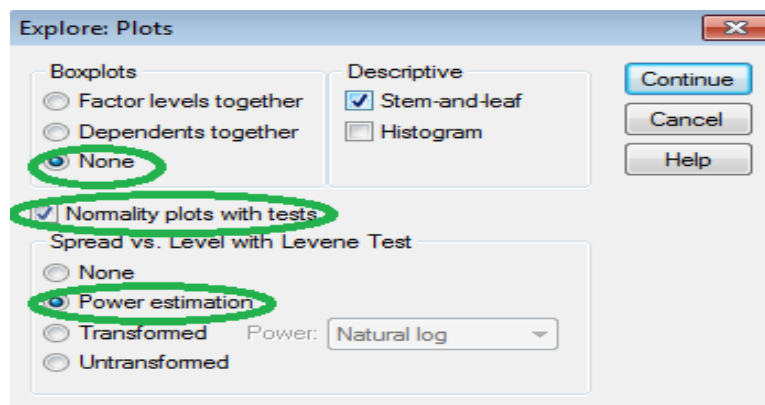 Explore: Plots
Boxplots
Factor levels together
Dependents together
None
Descriptive
Stem-and-leaf
Histogram
Continue
Cancel
Help
Normality plots with tests
Spread vs. Level with Levene Test
None
Power estimation
Transformed Power: Natural log
Untransformed